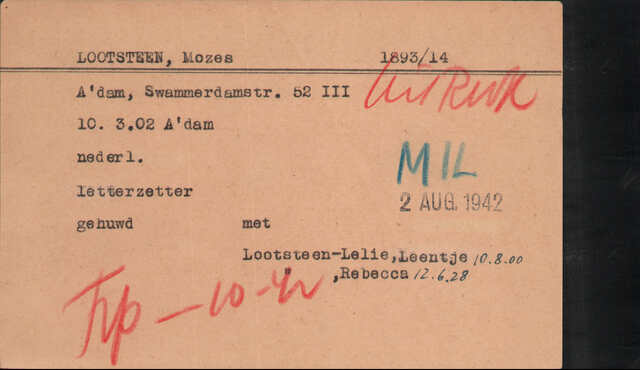 LOOTSTEEN, Mozes 1893/14
A'dam, Swammerdamstr. 52 III
10. 3.02 A'dam
nederl.
MIL
letterzetter
2 AUG. 1942
gehuwd met
Lootsteen-Lelie, Leentje 10.8.00
" , Rebecca 12.6.28